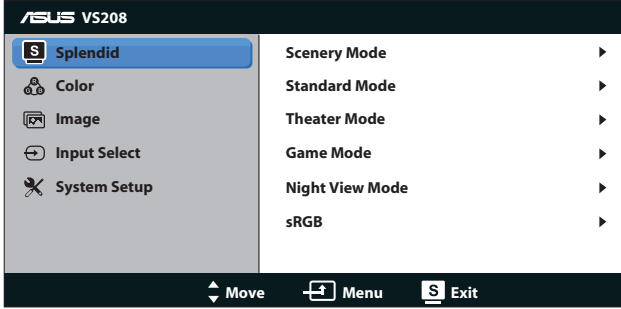 ASUS VS208
S Splendid
Color
Image
Input Select
System Setup
Scenery Mode
Standard Mode
Theater Mode
Game Mode
Night View Mode
sRGB
Move Menu S Exit